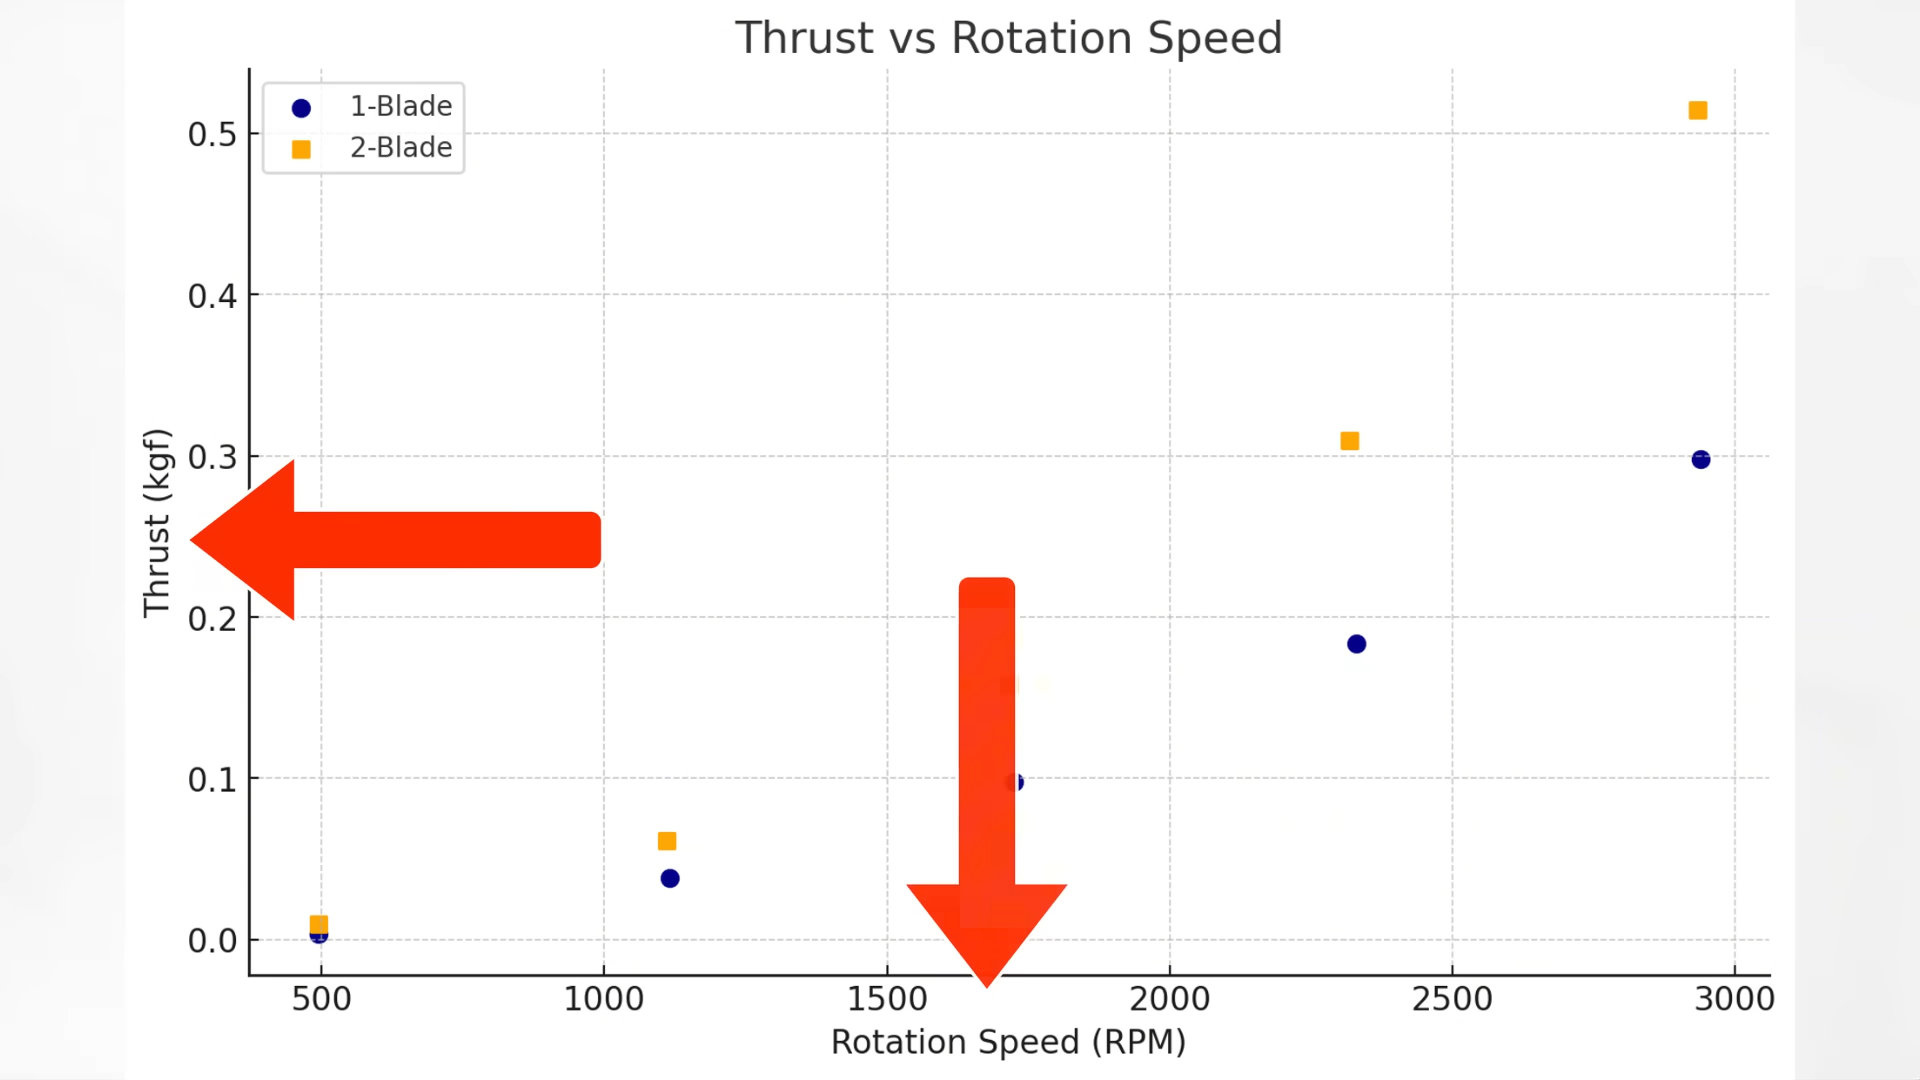 Thrust vs Rotation Speed
1-Blade
2-Blade
0.5
0.4
0.3
0.2
0.1
0.0
Thrust (kgf)
500 1000 1500 2000 2500 3000
Rotation Speed (RPM)